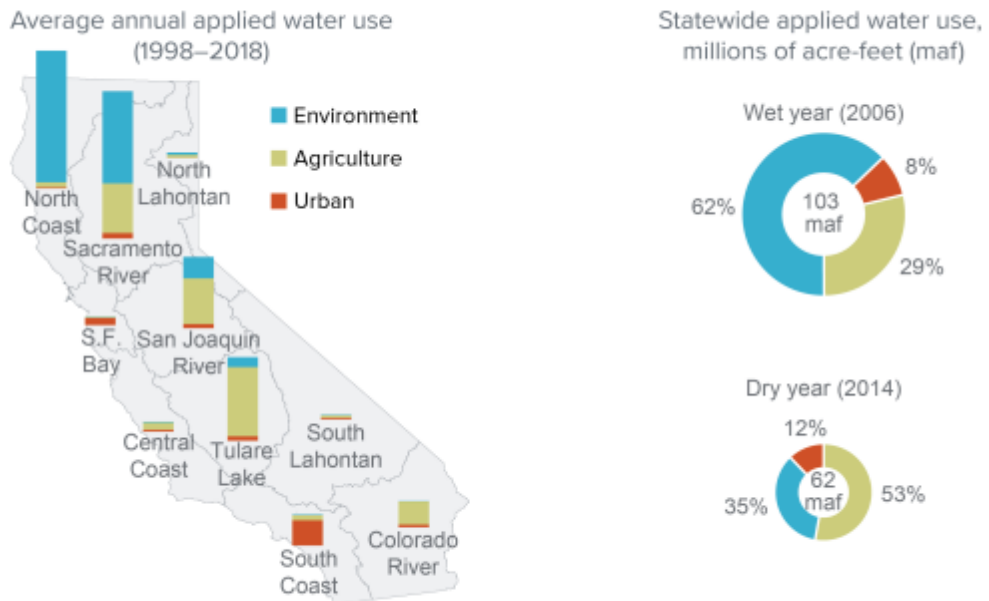 Average annual applied water use
(1998–2018)
Environment
Agriculture
Urban
North
Coast
Sacramento
River
North
Lahontan
S.F.
Bay
San Joaquin
River
Central
Coast
Tulare
Lake
South
Lahontan
South
Coast
Colorado
River
Statewide applied water use,
millions of acre-feet (maf)
Wet year (2006)
8%
62%
103
maf
29%
Dry year (2014)
12%
62
maf
35%
53%